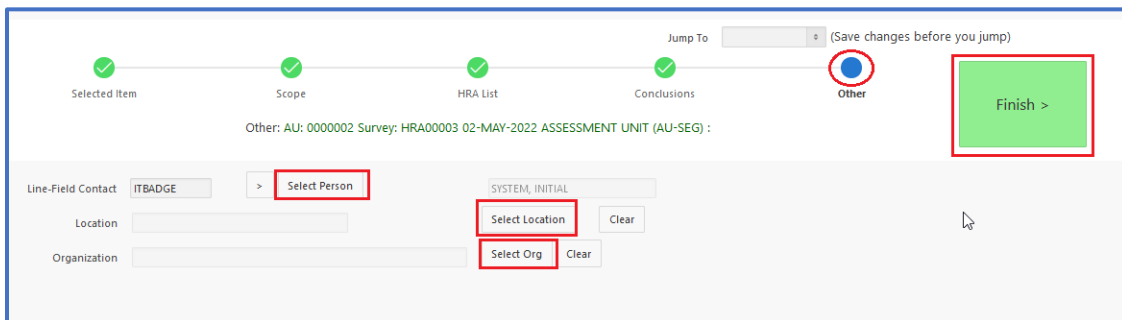 Jump To (Save changes before you jump)
Selected Item Scope HRA List Conclusions Other
Finish >
Other: AU: 0000002 Survey: HRA00003 02-MAY-2022 ASSESSMENT UNIT (AU-SEG) :
Line-Field Contact ITBADGE > Select Person SYSTEM, INITIAL
Location Select Location Clear
Organization Select Org Clear